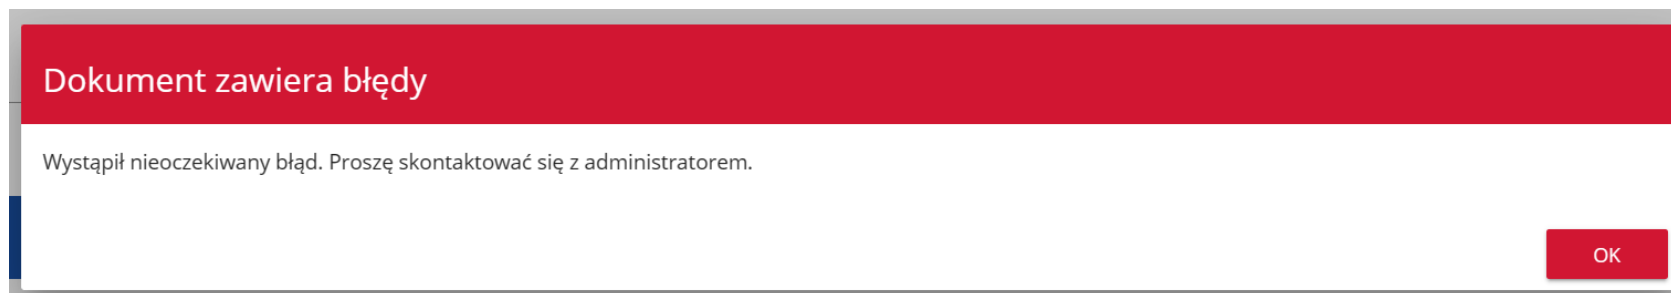 Dokument zawiera błędy
Wystąpił nieoczekiwany błąd. Proszę skontaktować się z administratorem.
OK